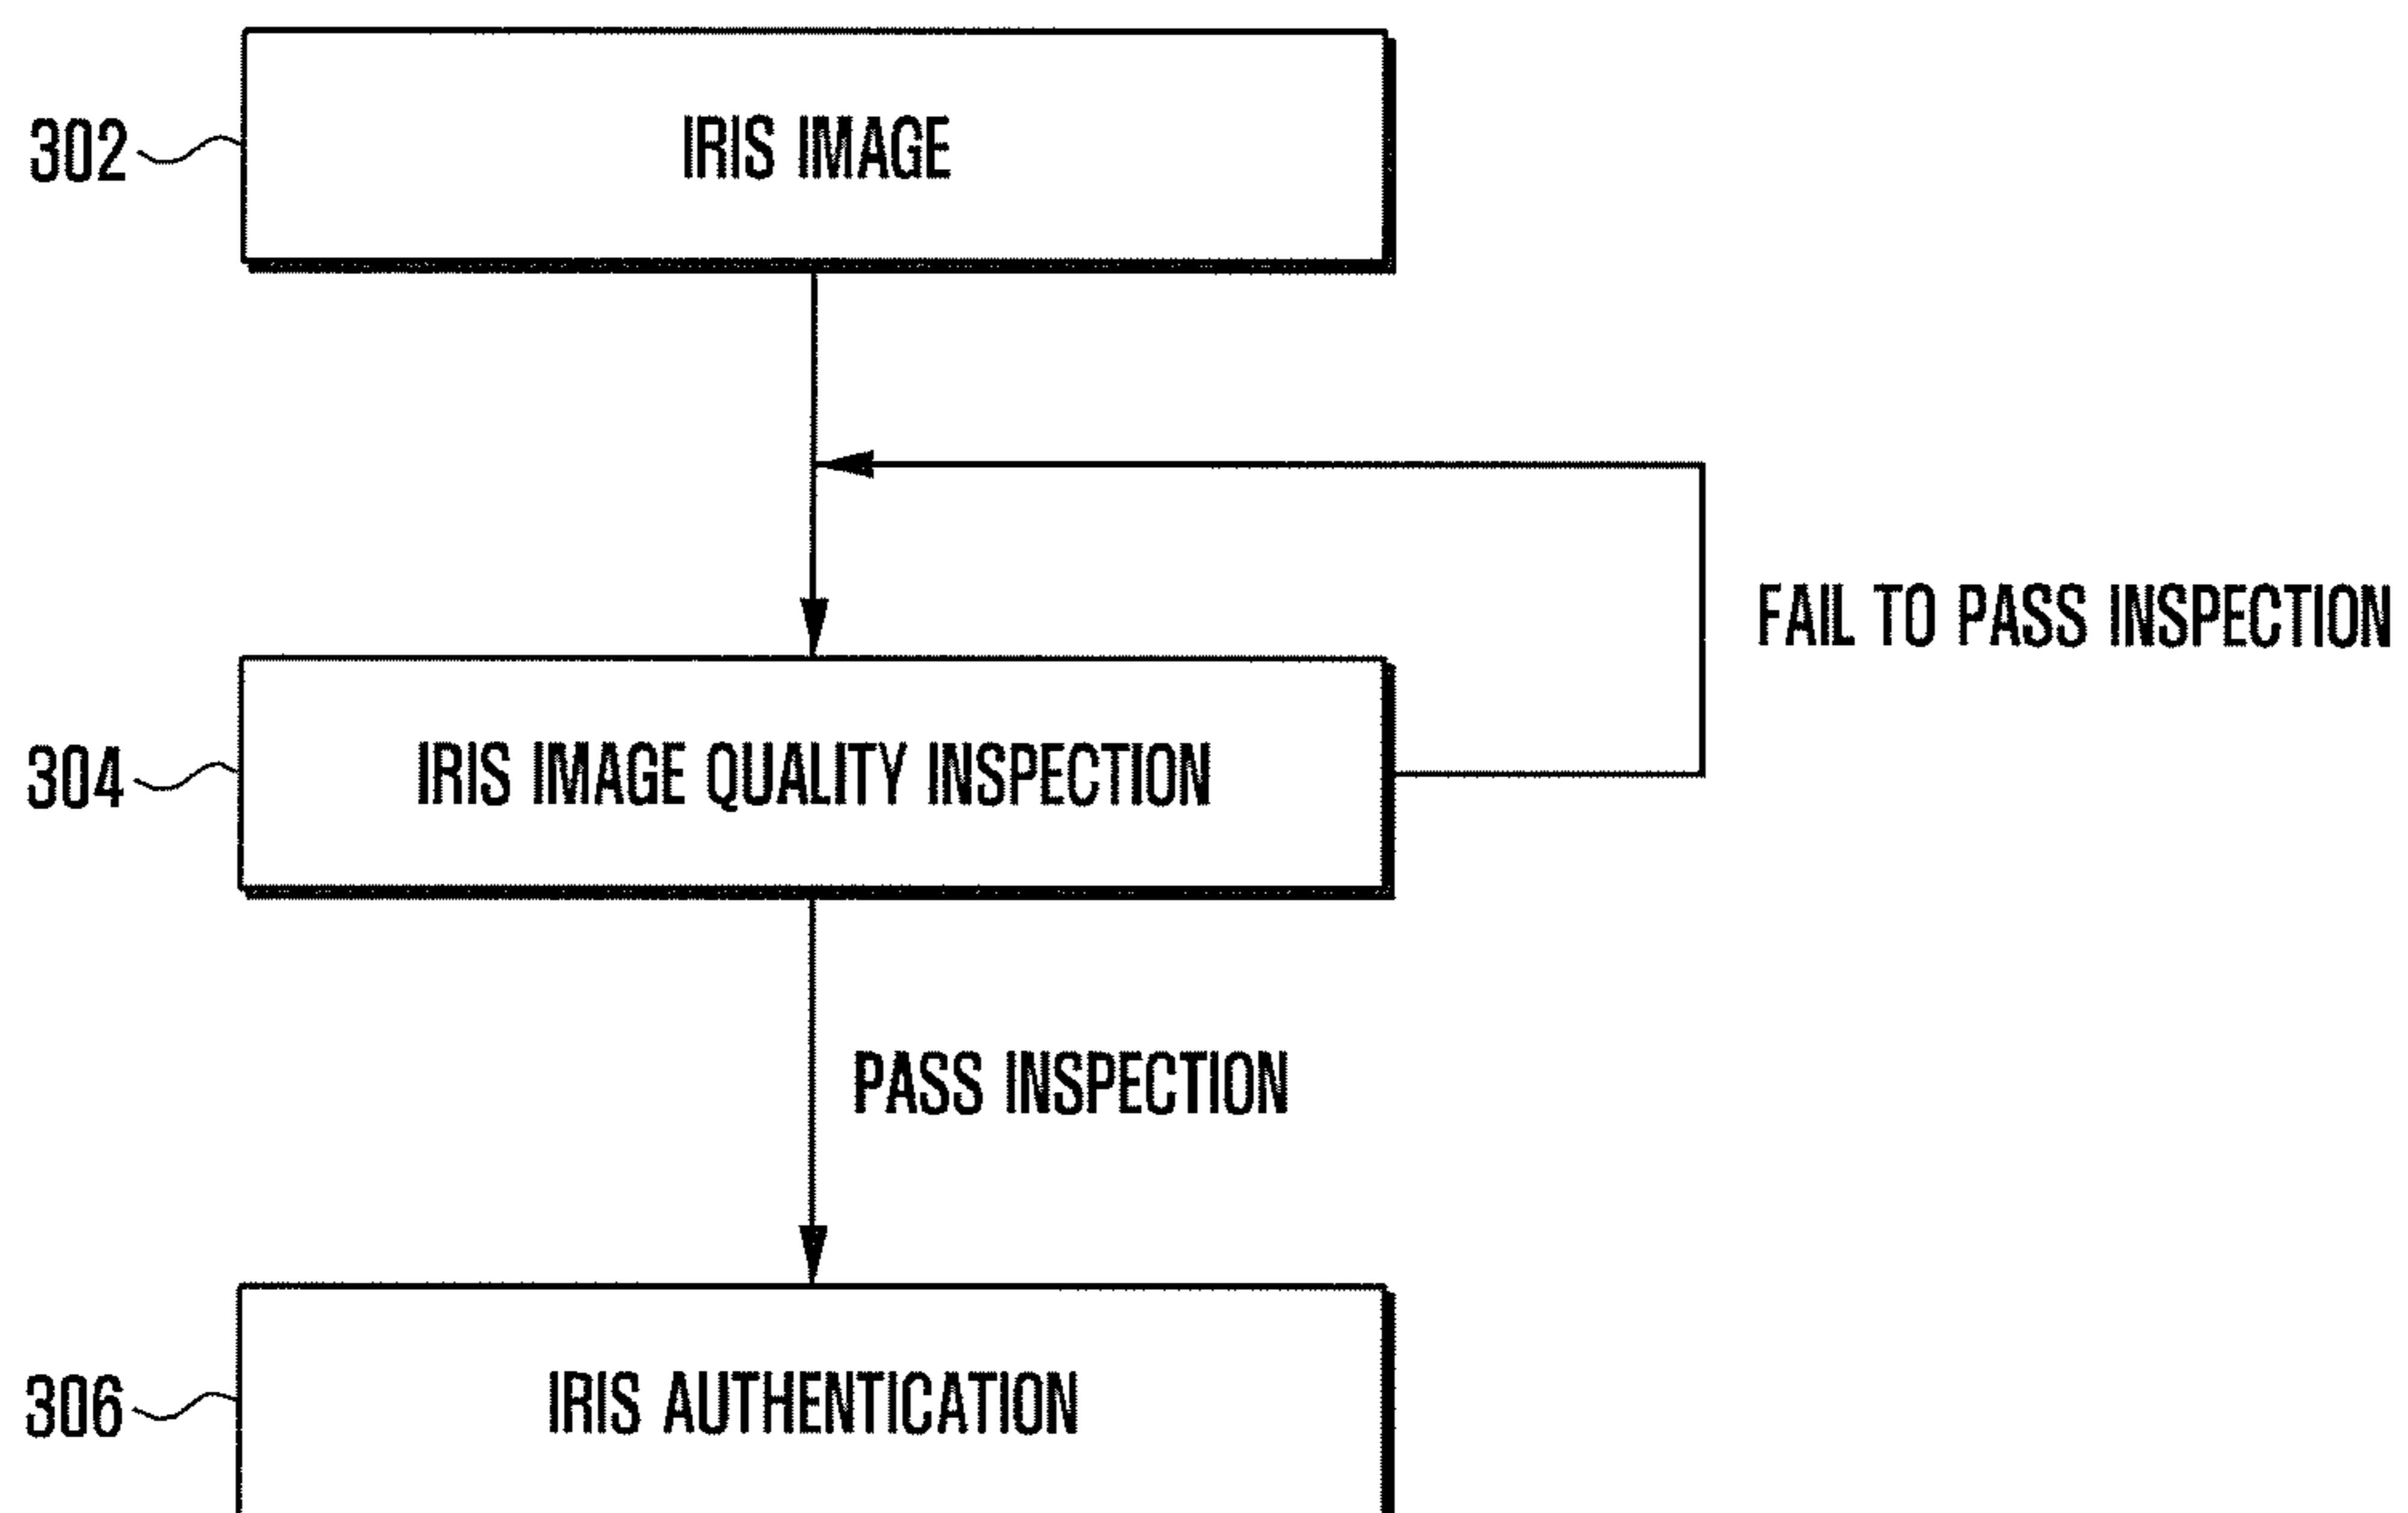 302
IRIS IMAGE
FAIL TO PASS INSPECTION
304
IRIS IMAGE QUALITY INSPECTION
PASS INSPECTION
306
IRIS AUTHENTICATION